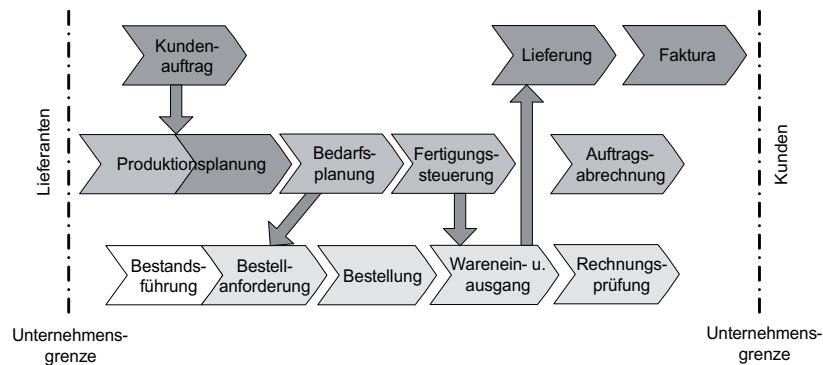 Kunden-
auftrag
Lieferung
Faktura
Lieferanten
Produktionsplanung
Bedarfs-
planung
Fertigungs-
steuerung
Auftrags-
abrechnung
Kunden
Bestands-
führung
Bestell-
anforderung
Bestellung
Warenein- u.
ausgang
Rechnungs-
prüfung
Unternehmens-
grenze
Unternehmens-
grenze